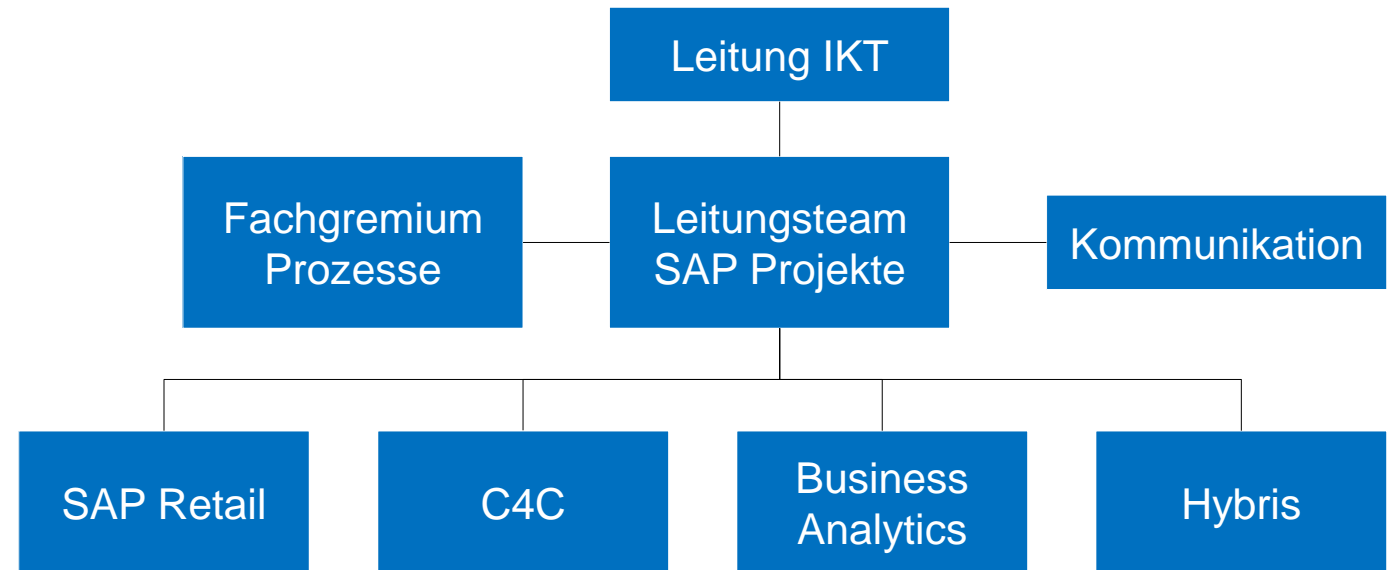 Leitung IKT
Fachgremium
Prozesse
Leitungsteam
SAP Projekte
Kommunikation
SAP Retail
C4C
Business
Analytics
Hybris